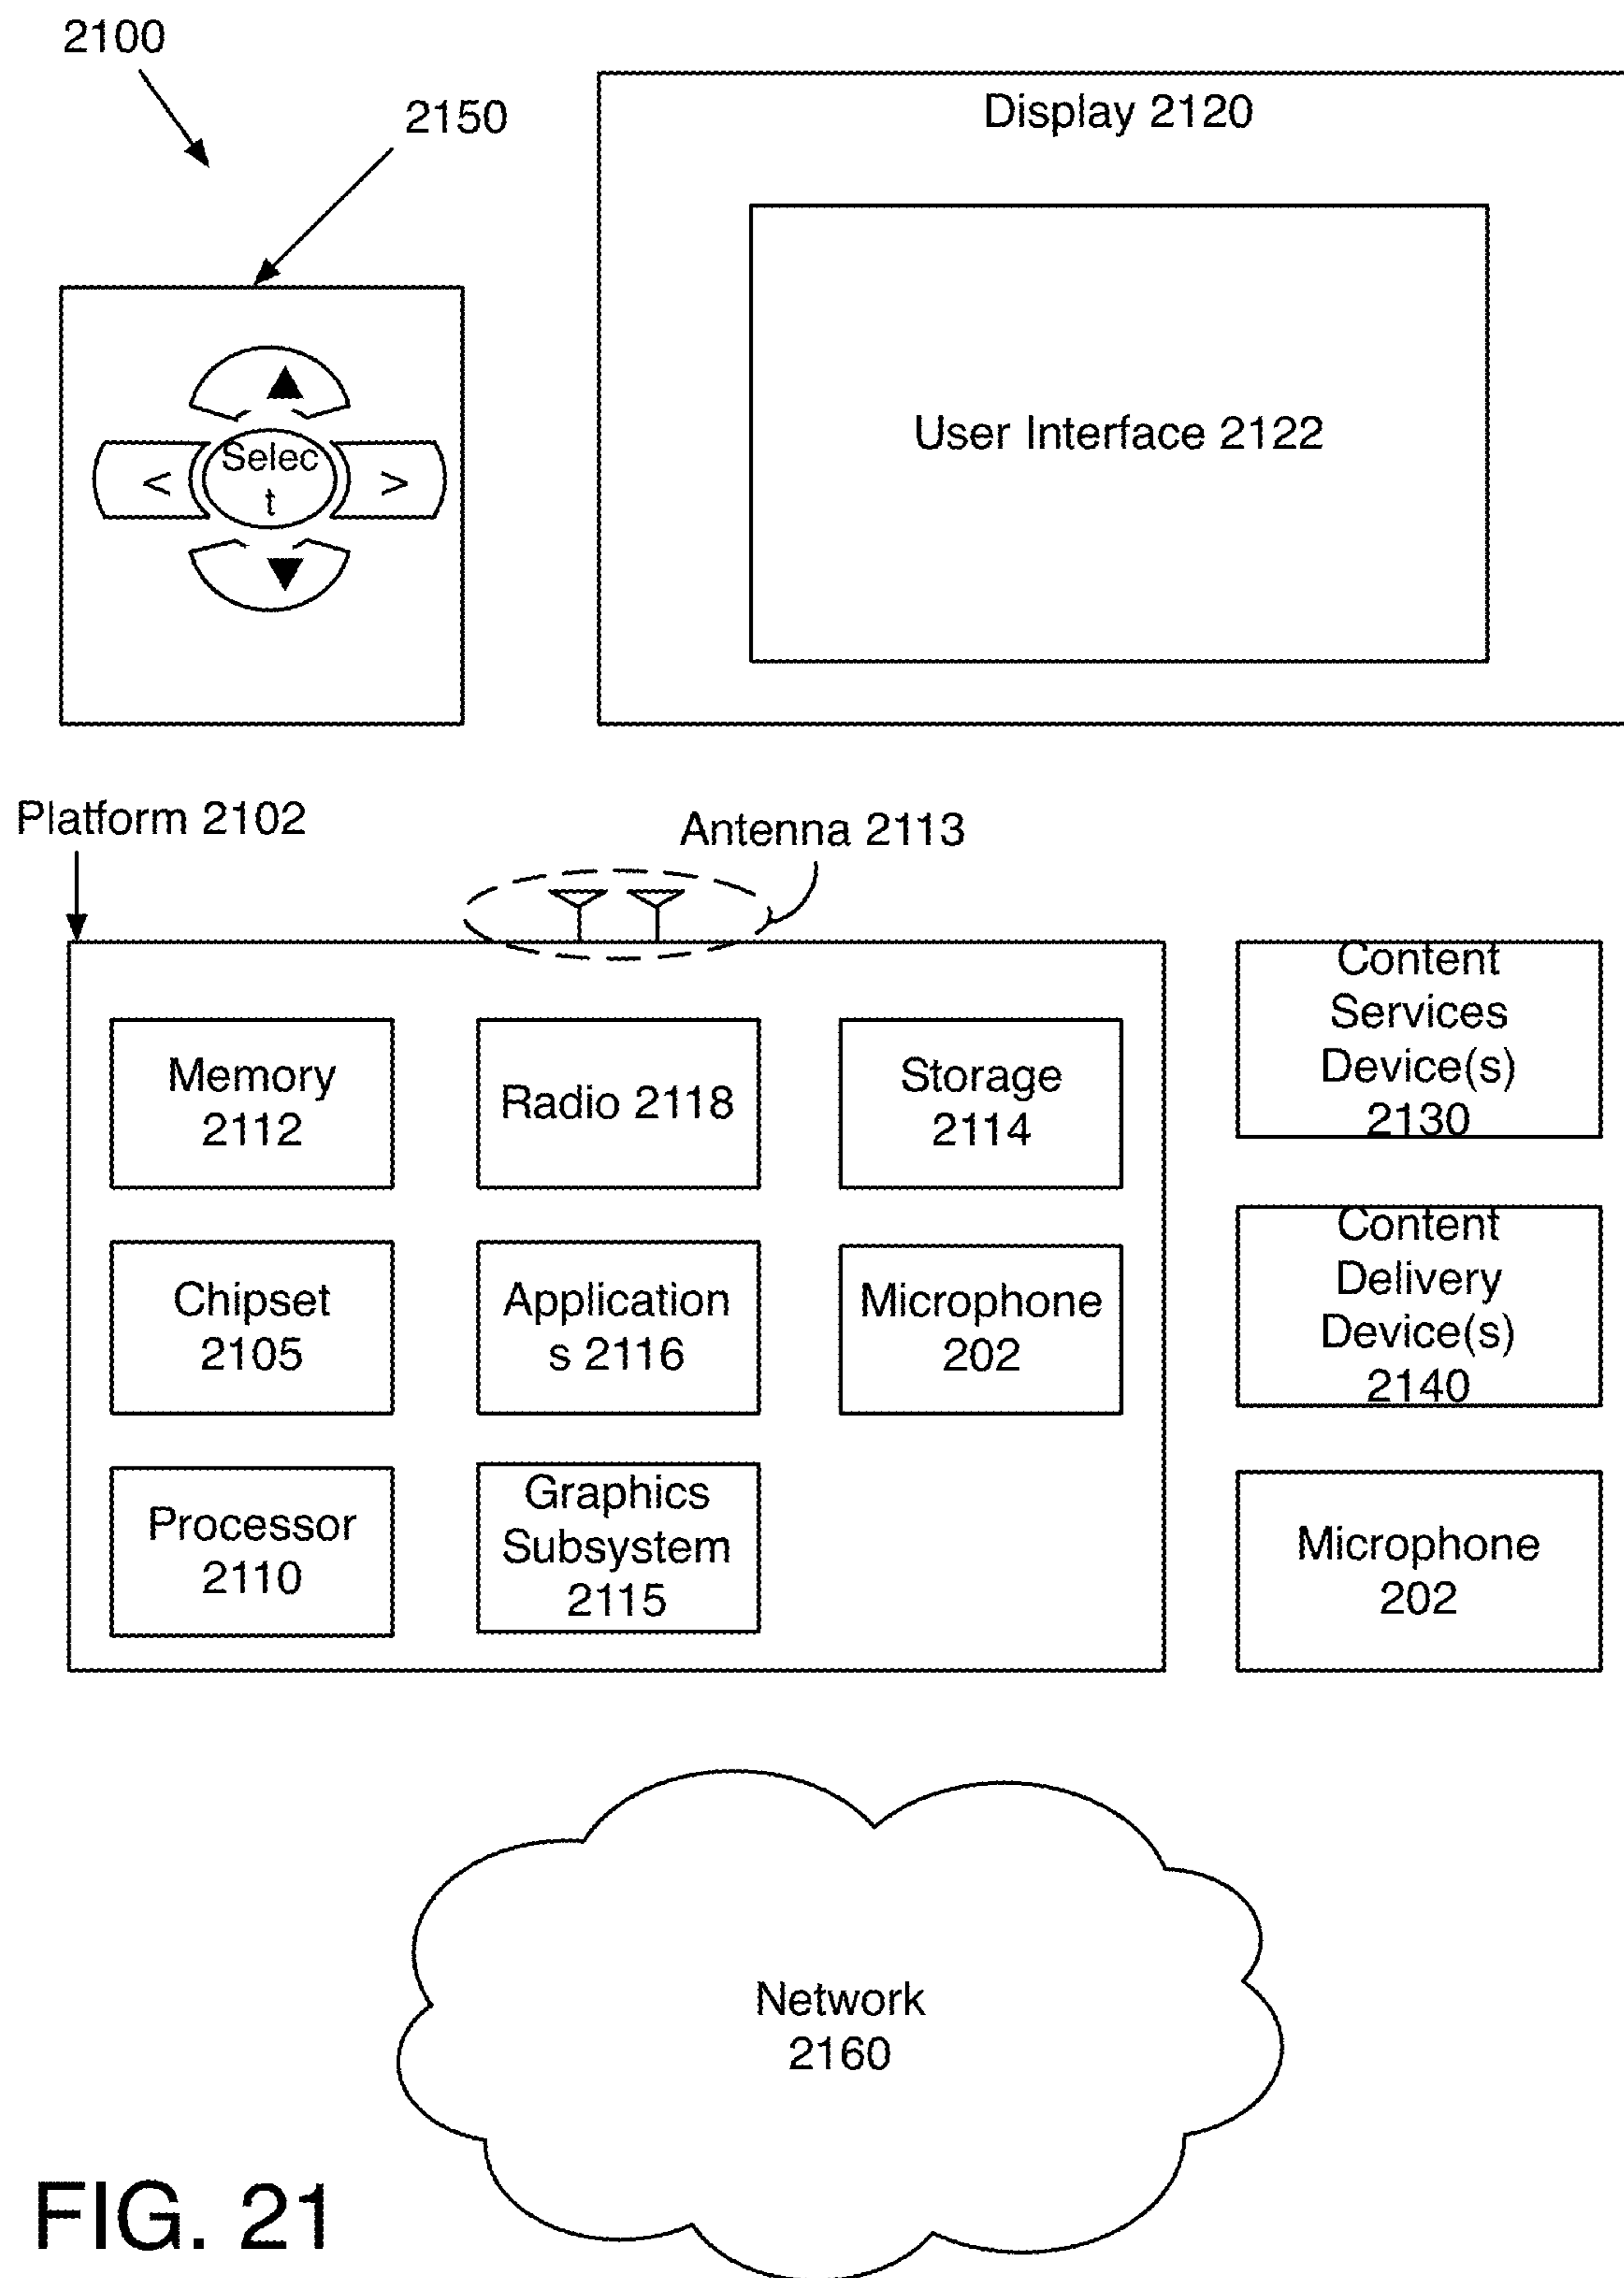 2100
2150
Display 2120
User Interface 2122
<
Selec
t
>
Platform 2102
Antenna 2113
Memory
2112
Radio 2118
Storage
2114
Chipset
2105
Application
s 2116
Microphone
202
Processor
2110
Graphics
Subsystem
2115
Content
Services
Device(s)
2130
Content
Delivery
Device(s)
2140
Microphone
202
Network
2160
FIG. 21